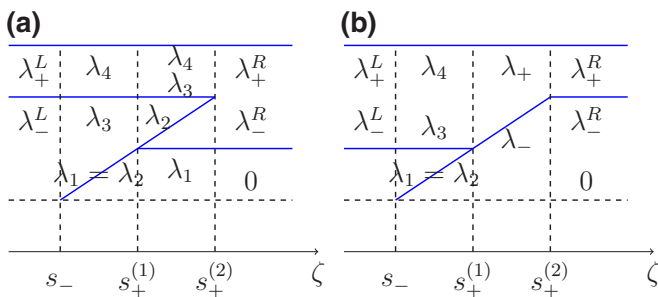 (a) (b)
λ₊ᴸ λ₄ λ₄ λ₊ᴿ λ₊ᴸ λ₄ λ₊ λ₊ᴿ
λ₃
λ₋ᴸ λ₃ λ₂ λ₋ᴿ λ₋ᴸ λ₃ λ₋ λ₋ᴿ
λ₁ = λ₂ λ₁ 0 λ₁ = λ₂ 0
s₋ s₊⁽¹⁾ s₊⁽²⁾ ζ s₋ s₊⁽¹⁾ s₊⁽²⁾ ζ